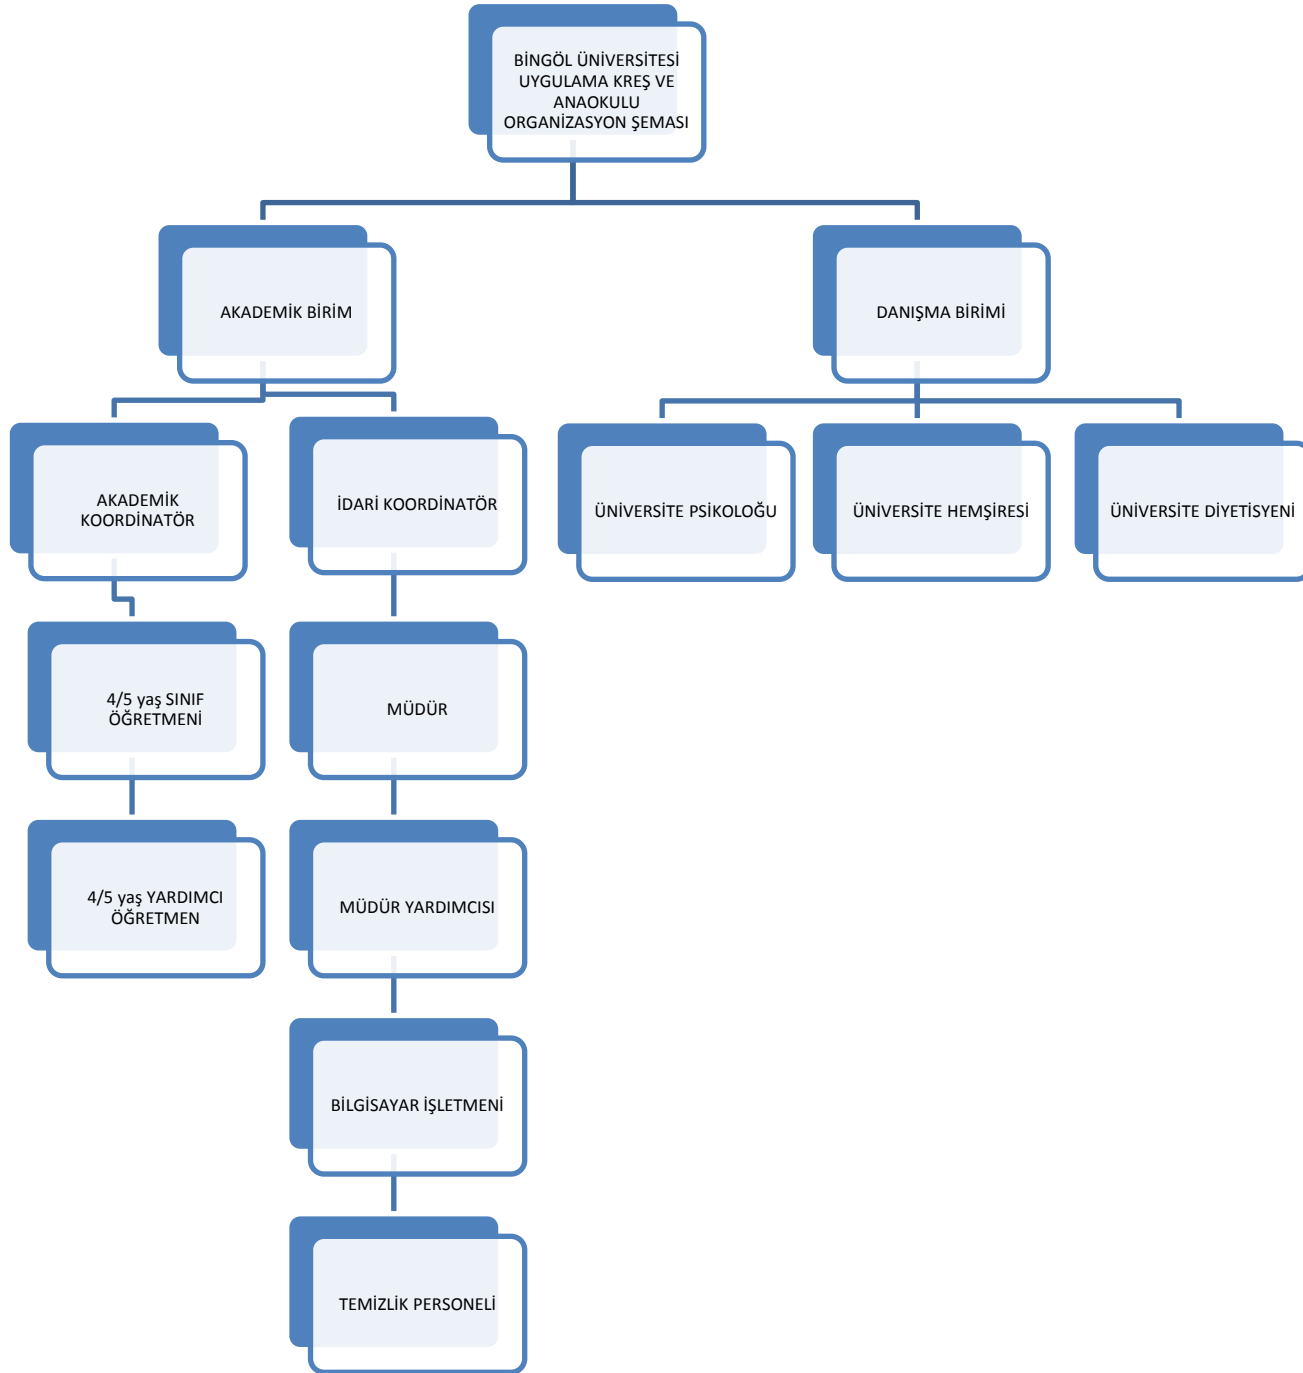 BİNGÖL ÜNİVERSİTESİ
UYGULAMA KREŞ VE
ANAOKULU
ORGANİZASYON ŞEMASI
AKADEMİK BİRİM
DANIŞMA BİRİMİ
AKADEMİK
KOORDİNATÖR
İDARİ KOORDİNATÖR
ÜNİVERSİTE PSİKOLOĞU
ÜNİVERSİTE HEMŞİRESİ
ÜNİVERSİTE DİYETİSYENİ
4/5 yaş SINIF
ÖĞRETMENİ
MÜDÜR
4/5 yaş YARDIMCI
ÖĞRETMEN
MÜDÜR YARDIMCISI
BİLGİSAYAR İŞLETMENİ
TEMİZLİK PERSONELİ